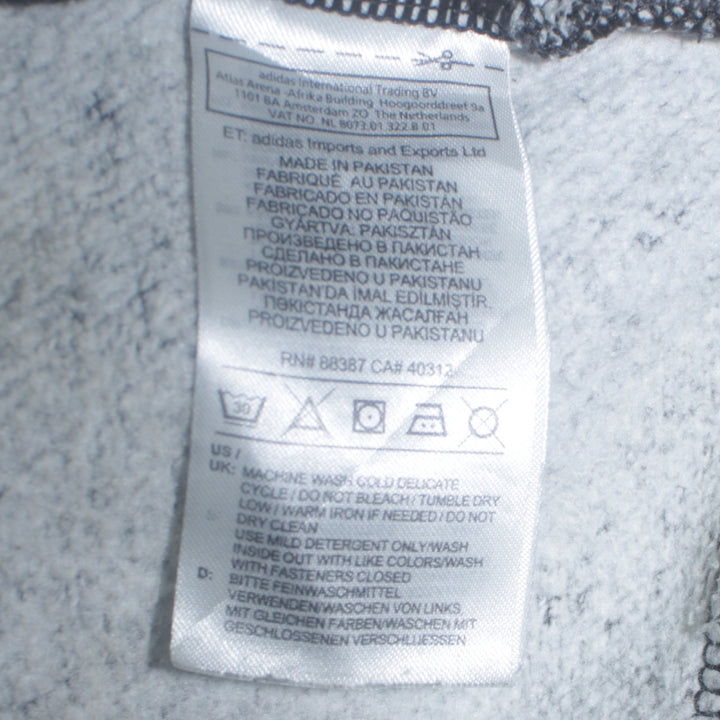 adidas International Trading BV
Atlas Arena -Afrika Building Hoogoorddreef 9a
1101 BA Amsterdam ZO The Netherlands
VAT NO. NL 8073.01.322.B.01
ET: adidas Imports and Exports Ltd
MADE IN PAKISTAN
FABRIQUÉ AU PAKISTAN
FABRICADO EN PAKISTÁN
FABRICADO NO PAQUISTÃO
GYÁRTVA: PAKISZTÁN
ПРОИЗВЕДЕНО В ПАКИСТАН
СДЕЛАНО В ПАКИСТАНЕ
PROIZVEDENO U PAKISTANU
PAKİSTAN'DA İMAL EDİLMİŞTİR.
ПӘКІСТАНДА ЖАСАЛҒАН
PROIZVEDENO U PAKISTANU
RN# 88387 CA# 40312
30
US /
UK: MACHINE WASH COLD DELICATE
CYCLE / DO NOT BLEACH / TUMBLE DRY
LOW / WARM IRON IF NEEDED / DO NOT
DRY CLEAN
USE MILD DETERGENT ONLY/WASH
INSIDE OUT WITH LIKE COLORS/WASH
WITH FASTENERS CLOSED
D: BITTE FEINWASCHMITTEL
VERWENDEN/WASCHEN VON LINKS
MIT GLEICHEN FARBEN/WASCHEN MIT
GESCHLOSSENEN VERSCHLÜESSEN